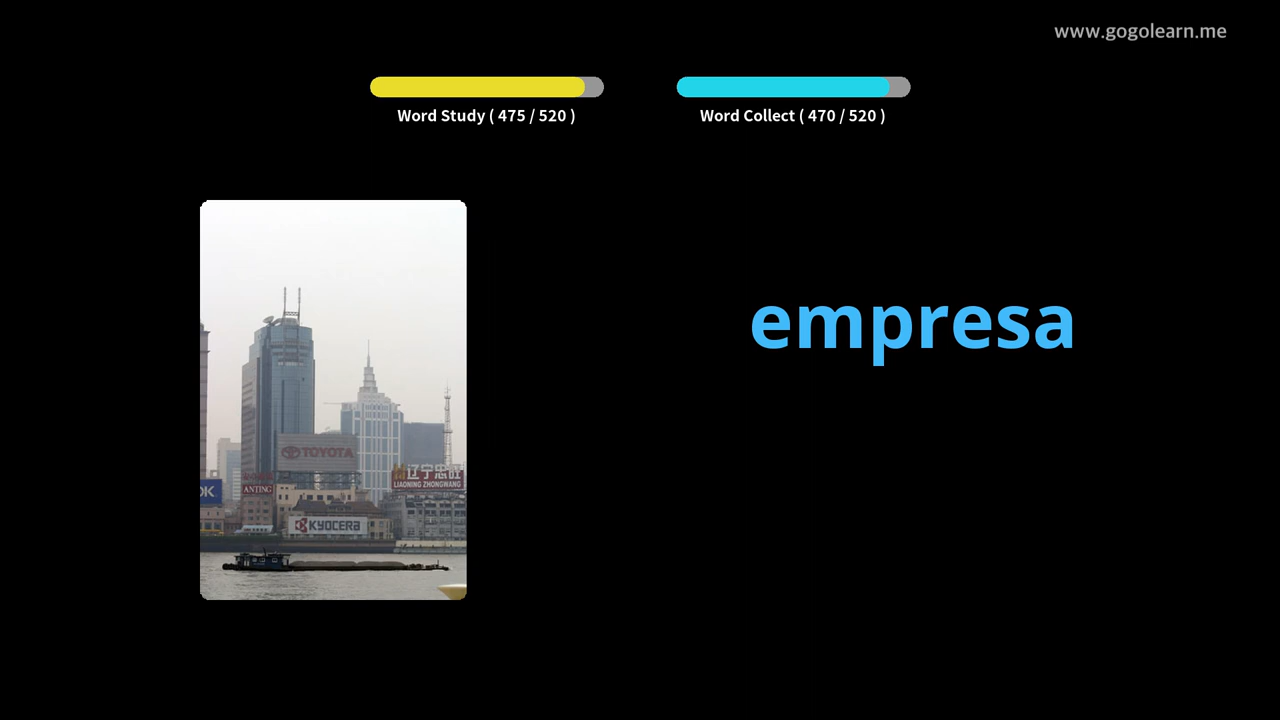 www.gogolearn.me
Word Study ( 475 / 520 )
Word Collect ( 470 / 520 )
empresa
TOYOTA
辽宁忠旺
LIAONING ZHONGWANG
OK
ANTING
KYOCERA